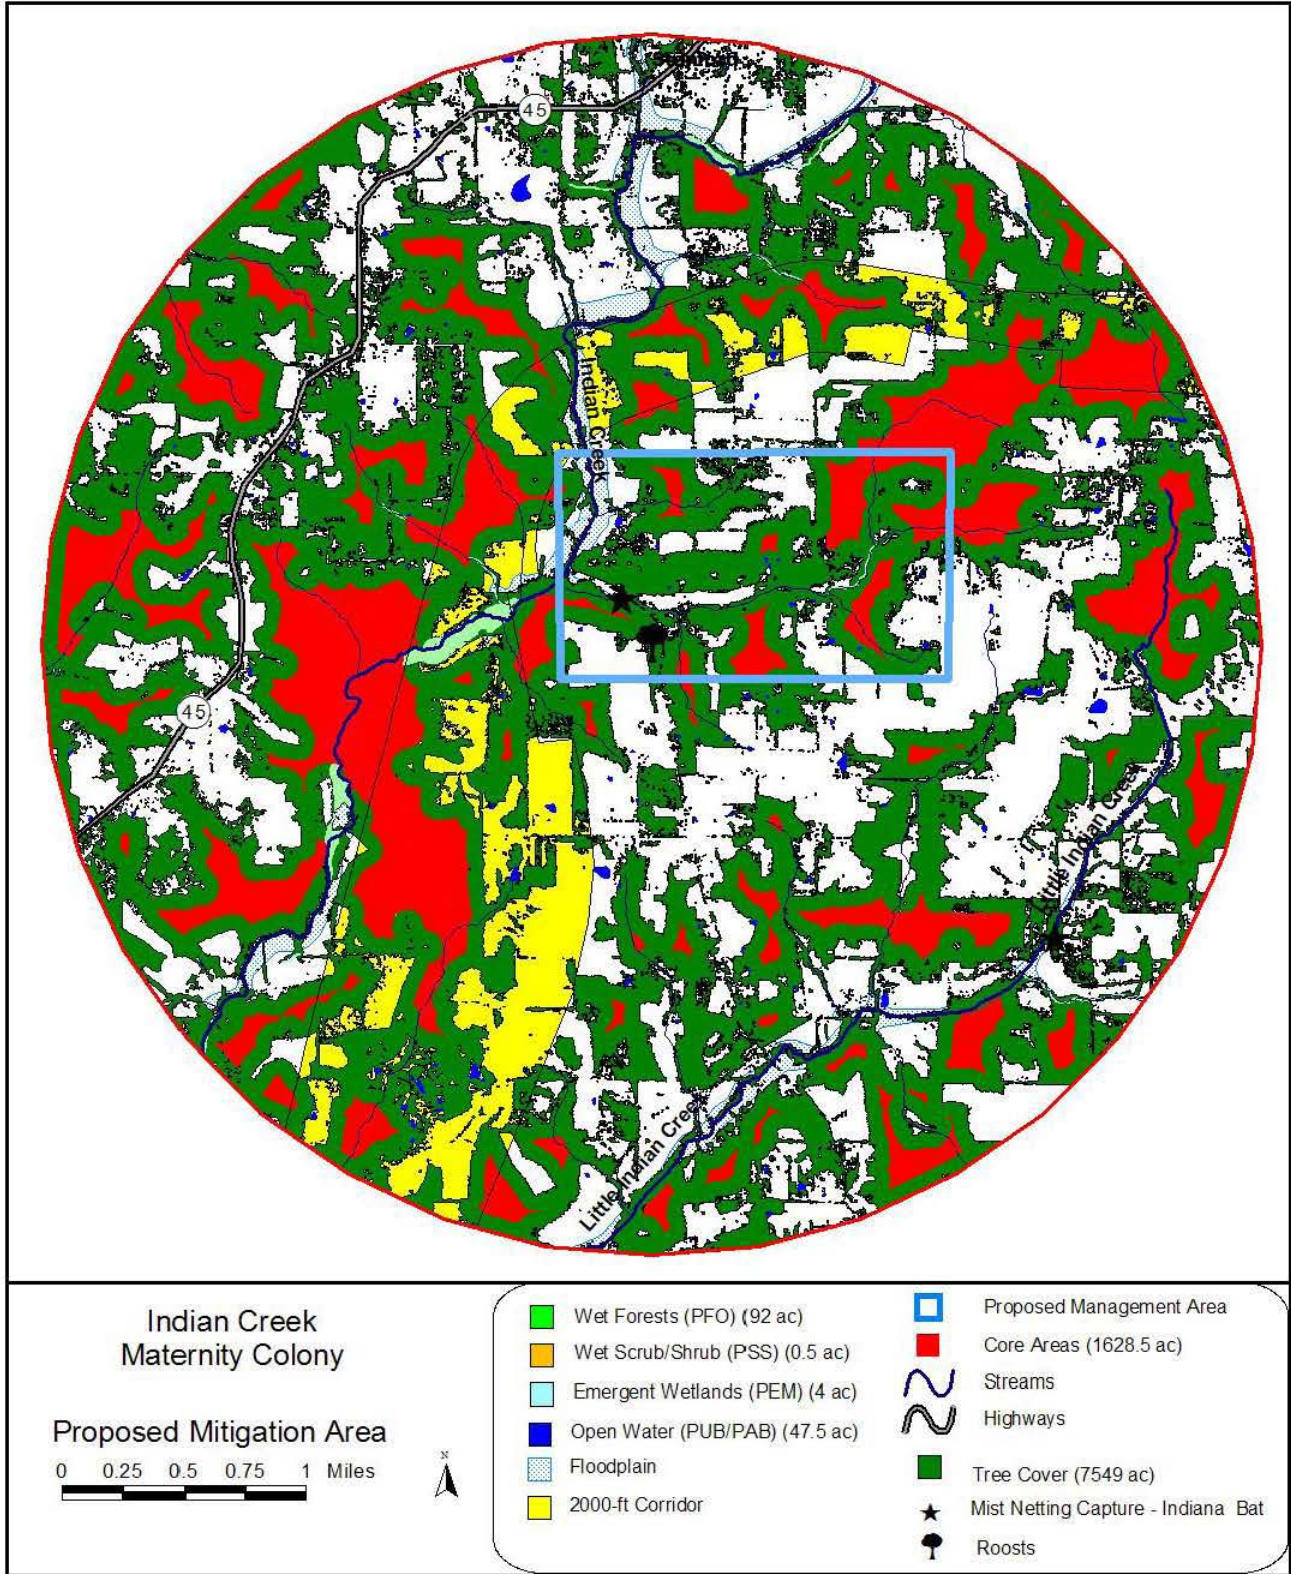 45
Indian Creek
45
Little Indian Creek
Little Indian Creek
Indian Creek
Maternity Colony
Proposed Mitigation Area
0 0.25 0.5 0.75 1 Miles
N
Wet Forests (PFO) (92 ac)
Wet Scrub/Shrub (PSS) (0.5 ac)
Emergent Wetlands (PEM) (4 ac)
Open Water (PUB/PAB) (47.5 ac)
Floodplain
2000-ft Corridor
Proposed Management Area
Core Areas (1628.5 ac)
Streams
Highways
Tree Cover (7549 ac)
Mist Netting Capture - Indiana Bat
Roosts